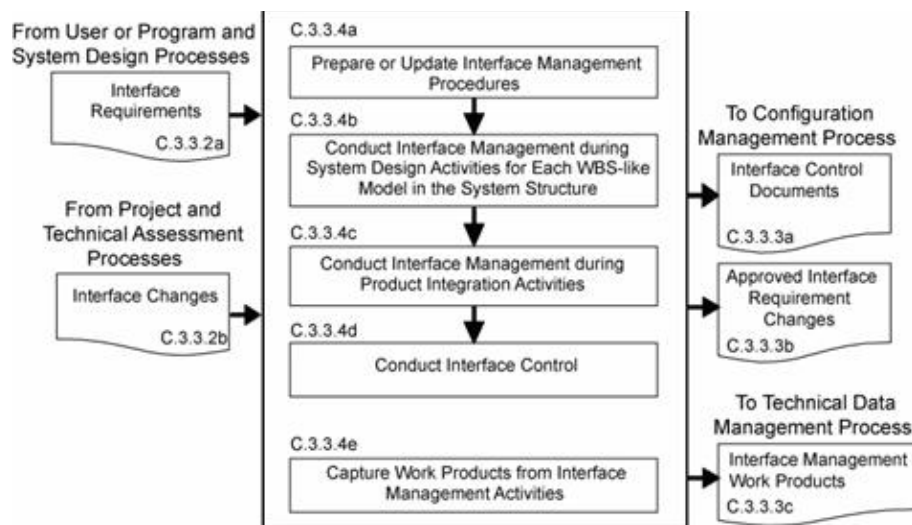 From User or Program and
System Design Processes
Interface
Requirements
C.3.3.2a
From Project and
Technical Assessment
Processes
Interface Changes
C.3.3.2b
C.3.3.4a
Prepare or Update Interface Management
Procedures
C.3.3.4b
Conduct Interface Management during
System Design Activities for Each WBS-like
Model in the System Structure
C.3.3.4c
Conduct Interface Management during
Product Integration Activities
C.3.3.4d
Conduct Interface Control
C.3.3.4e
Capture Work Products from Interface
Management Activities
To Configuration
Management Process
Interface Control
Documents
C.3.3.3a
Approved Interface
Requirement
Changes
C.3.3.3b
To Technical Data
Management Process
Interface Management
Work Products
C.3.3.3c